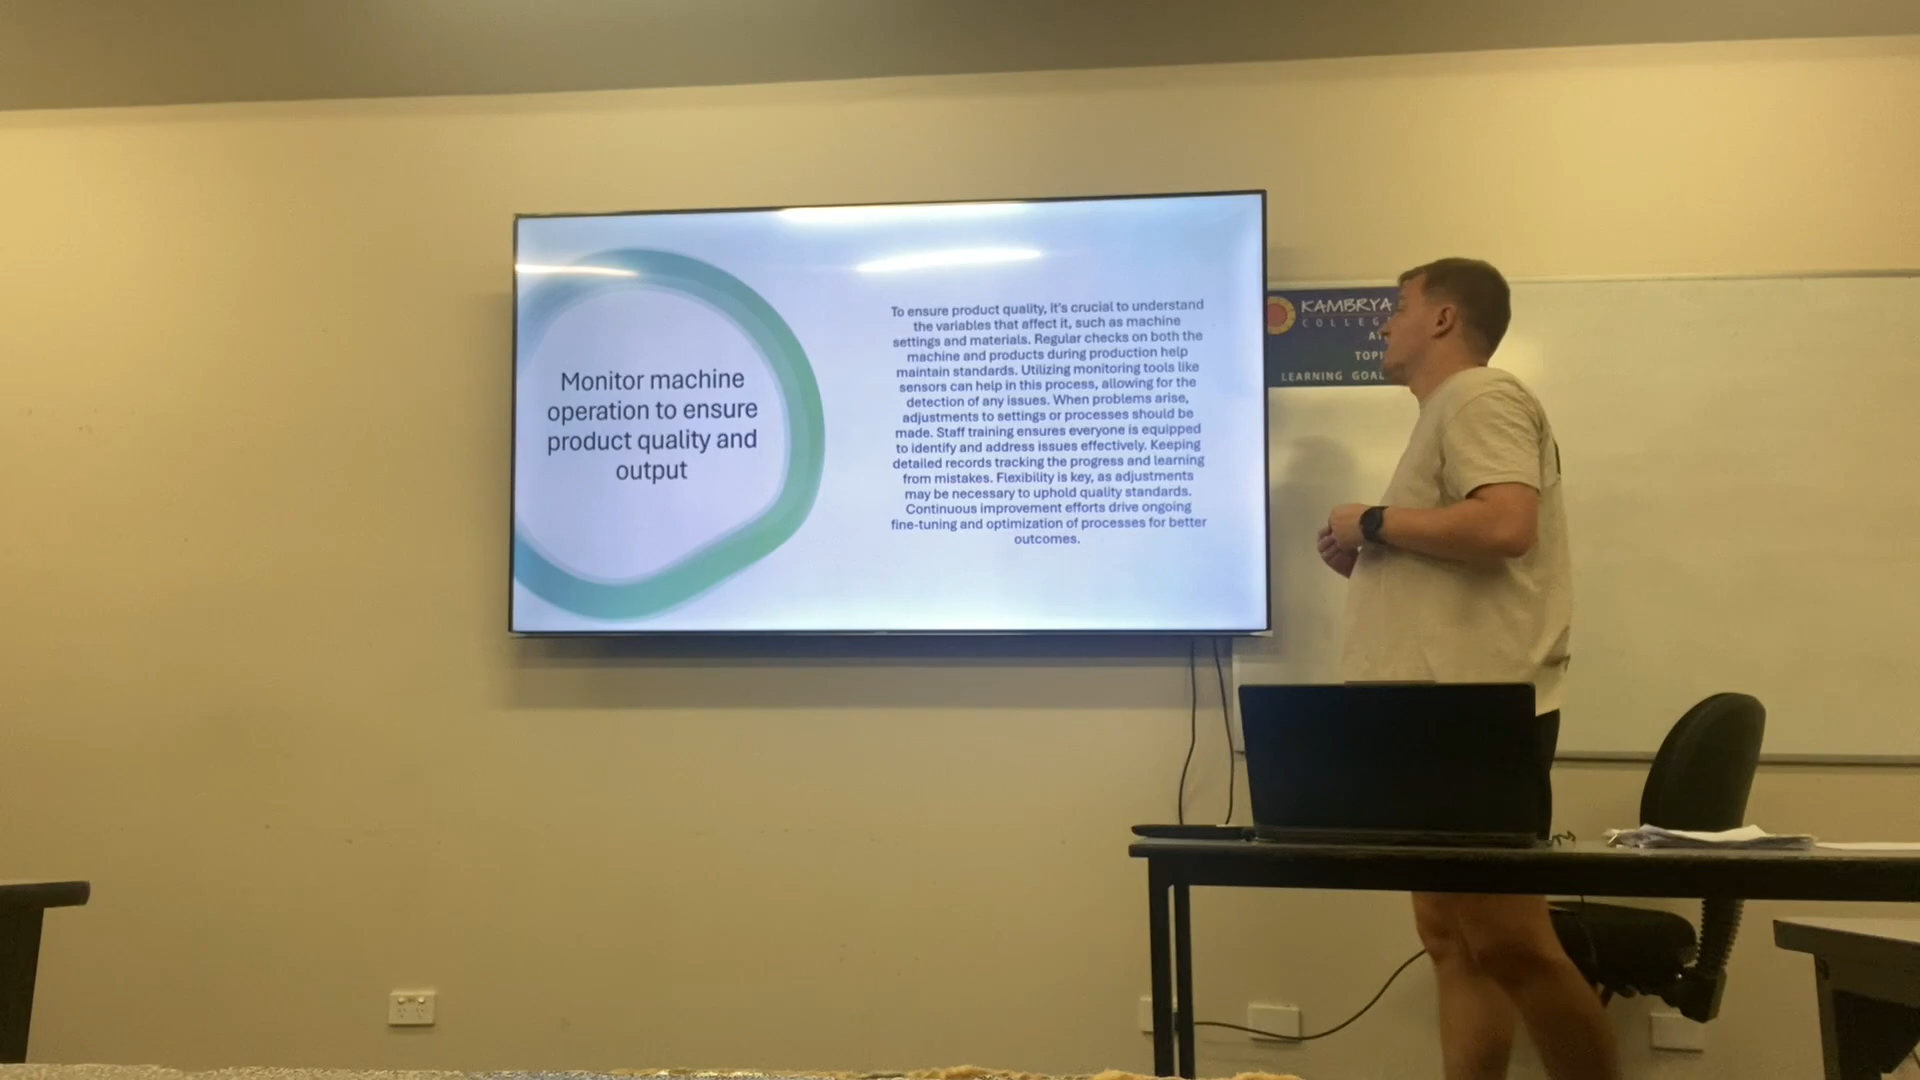 Monitor machine
operation to ensure
product quality and
output
To ensure product quality, it's crucial to understand
the variables that affect it, such as machine
settings and materials. Regular checks on both the
machine and products during production help
maintain standards. Utilizing monitoring tools like
sensors can help in this process, allowing for the
detection of any issues. When problems arise,
adjustments to settings or processes should be
made. Staff training ensures everyone is equipped
to identify and address issues effectively. Keeping
detailed records tracking the progress and learning
from mistakes. Flexibility is key, as adjustments
may be necessary to uphold quality standards.
Continuous improvement efforts drive ongoing
fine-tuning and optimization of processes for better
outcomes.
KAMBRYA
COLLEG
TOPI
LEARNING GOAL